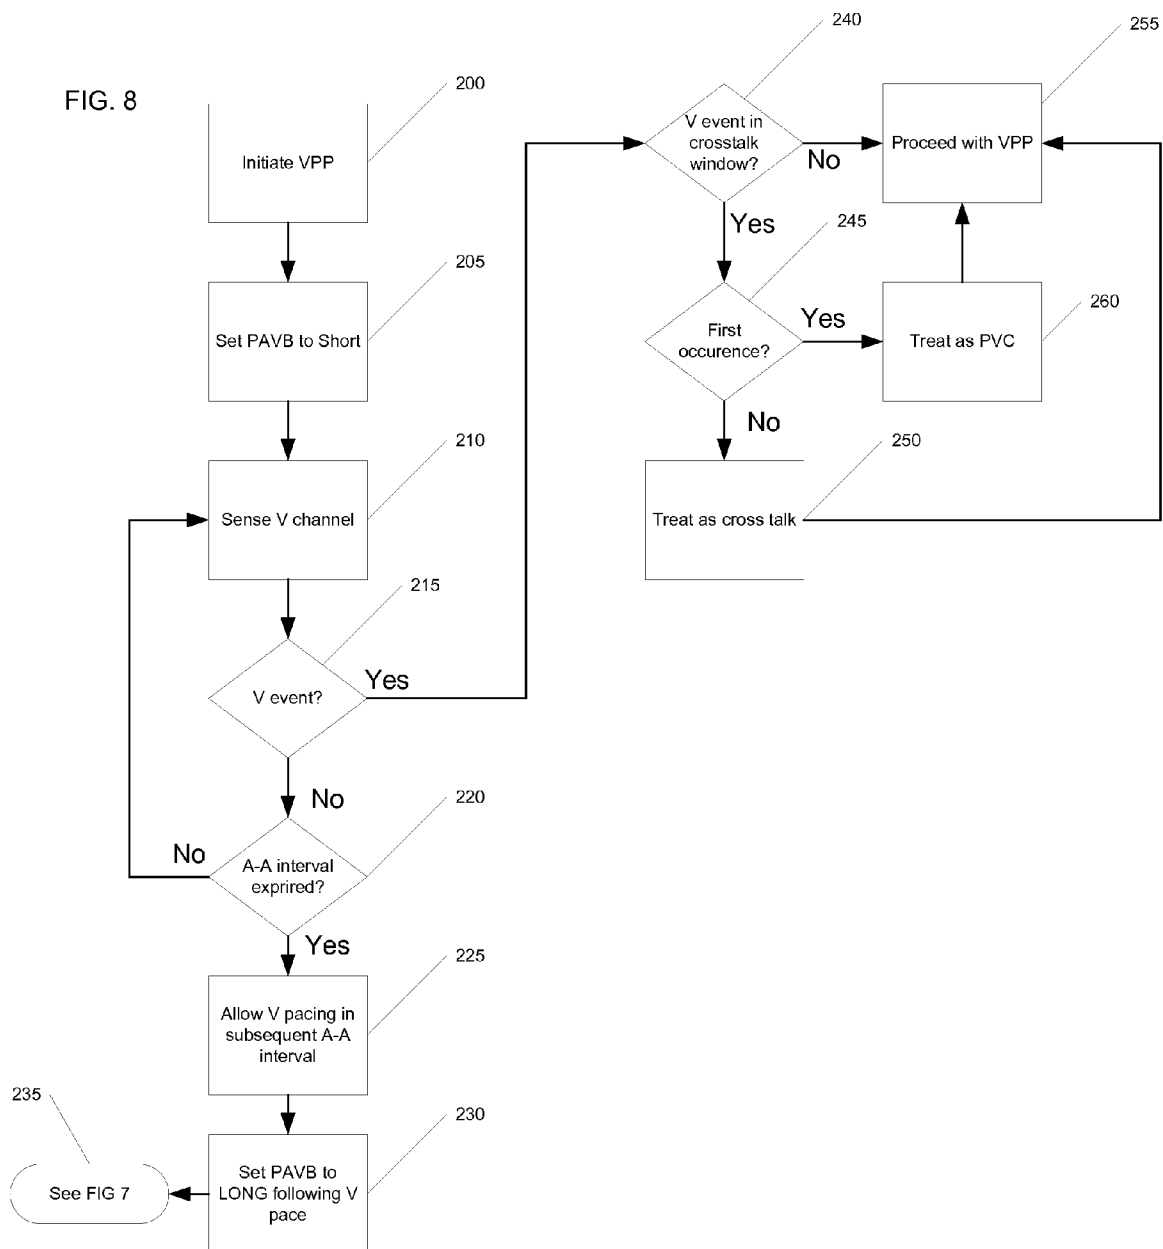 FIG. 8
200
Initiate VPP
205
Set PAVB to Short
210
Sense V channel
215
V event?
Yes
No
220
A-A interval
exprired?
No
Yes
225
Allow V pacing in
subsequent A-A
interval
230
Set PAVB to
LONG following V
pace
235
See FIG 7
240
V event in
crosstalk
window?
No
Yes
255
Proceed with VPP
245
First
occurence?
Yes
No
260
Treat as PVC
250
Treat as cross talk